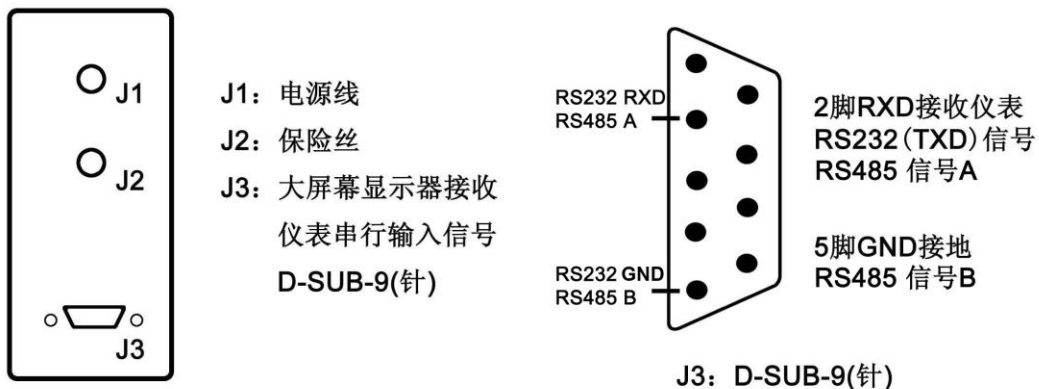 J1
J2
J3
J1：电源线
J2：保险丝
J3：大屏幕显示器接收
仪表串行输入信号
D-SUB-9(针)
RS232 RXD
RS485 A
RS232 GND
RS485 B
2脚RXD接收仪表
RS232(TXD)信号
RS485 信号A
5脚GND接地
RS485 信号B
J3：D-SUB-9(针)